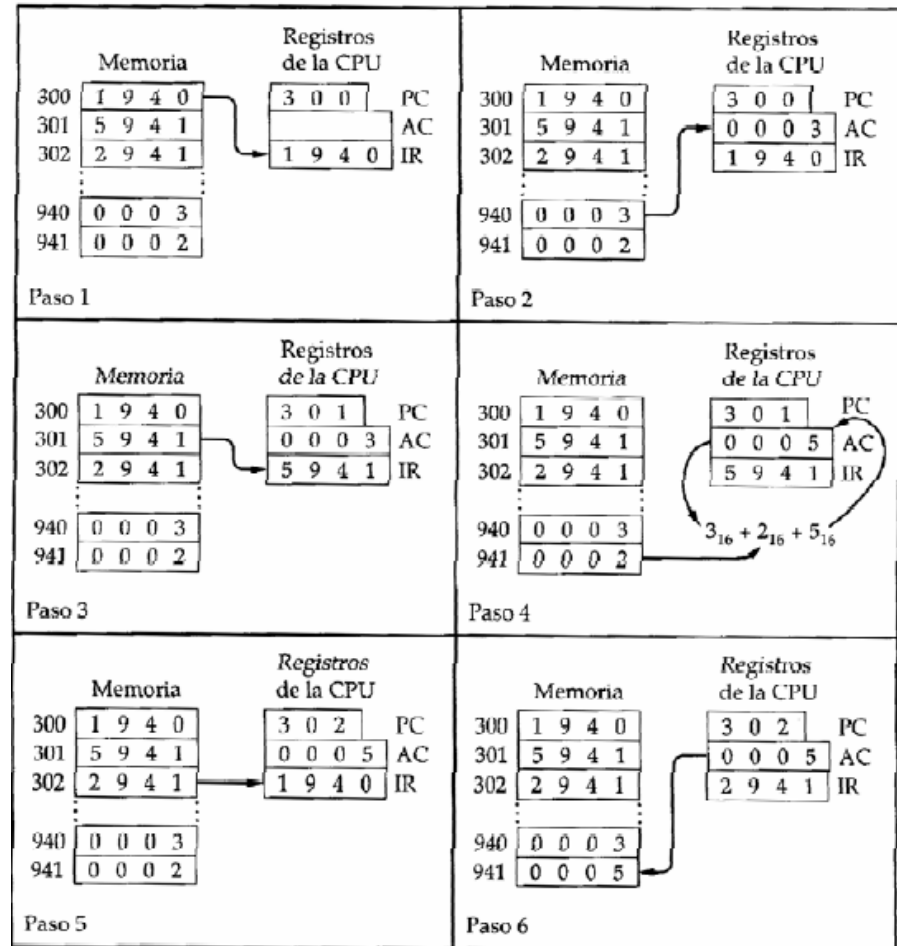 Memoria
Registros
de la CPU
300 1 9 4 0 3 0 0 PC
301 5 9 4 1 AC
302 2 9 4 1 1 9 4 0 IR
940 0 0 0 3
941 0 0 0 2
Paso 1
Memoria
Registros
de la CPU
300 1 9 4 0 3 0 0 PC
301 5 9 4 1 0 0 0 3 AC
302 2 9 4 1 1 9 4 0 IR
940 0 0 0 3
941 0 0 0 2
Paso 2
Memoria
Registros
de la CPU
300 1 9 4 0 3 0 1 PC
301 5 9 4 1 0 0 0 3 AC
302 2 9 4 1 5 9 4 1 IR
940 0 0 0 3
941 0 0 0 2
Paso 3
Memoria
Registros
de la CPU
300 1 9 4 0 3 0 1 PC
301 5 9 4 1 0 0 0 5 AC
302 2 9 4 1 5 9 4 1 IR
940 0 0 0 3
3₁₆ + 2₁₆ + 5₁₆
941 0 0 0 2
Paso 4
Memoria
Registros
de la CPU
300 1 9 4 0 3 0 2 PC
301 5 9 4 1 0 0 0 5 AC
302 2 9 4 1 1 9 4 0 IR
940 0 0 0 3
941 0 0 0 2
Paso 5
Memoria
Registros
de la CPU
300 1 9 4 0 3 0 2 PC
301 5 9 4 1 0 0 0 5 AC
302 2 9 4 1 2 9 4 1 IR
940 0 0 0 3
941 0 0 0 5
Paso 6